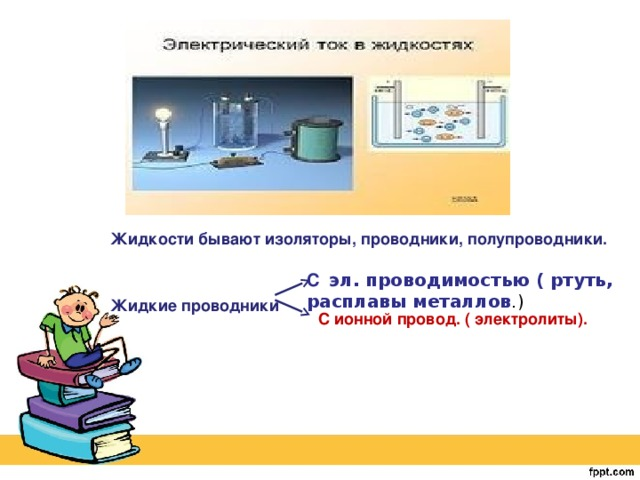 Электрический ток в жидкостях
Жидкости бывают изоляторы, проводники, полупроводники.
С эл. проводимостью ( ртуть,
расплавы металлов.)
Жидкие проводники
С ионной провод. ( электролиты).
fppt.com